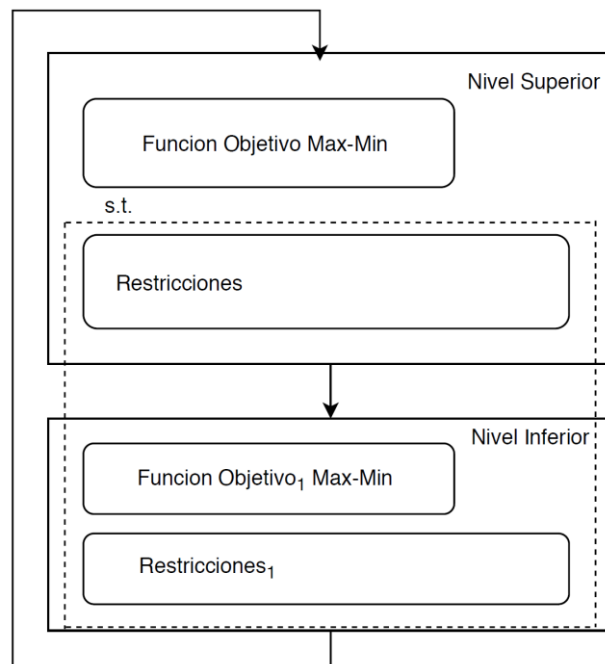 Nivel Superior
Funcion Objetivo Max-Min
s.t.
Restricciones
Nivel Inferior
Funcion Objetivo₁ Max-Min
Restricciones₁